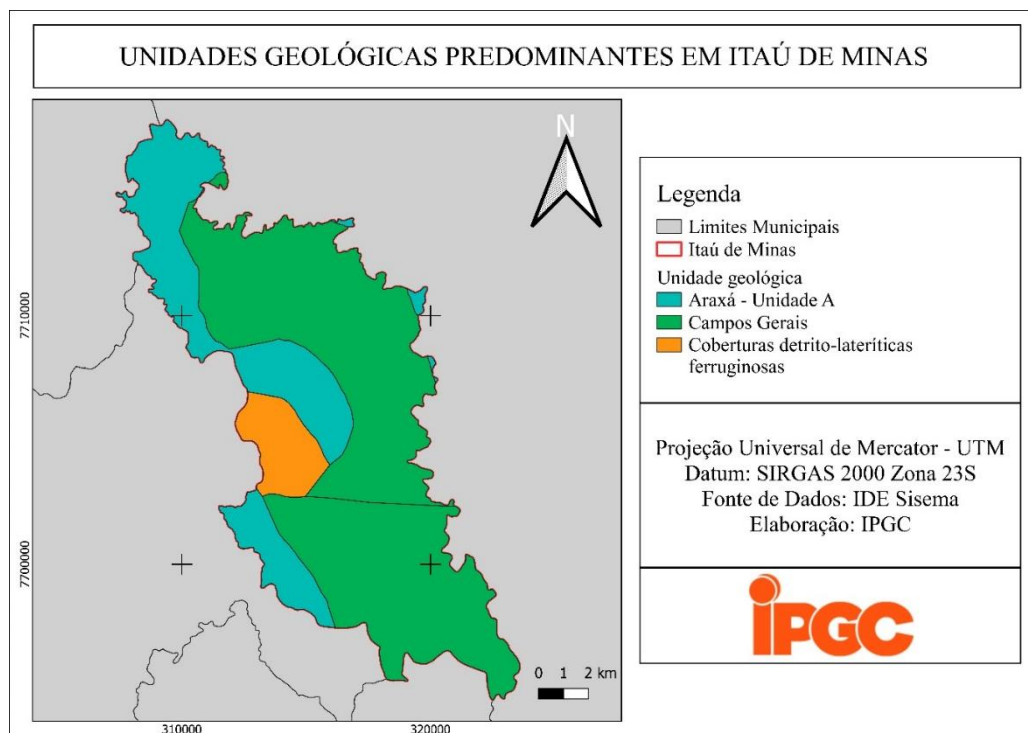 UNIDADES GEOLÓGICAS PREDOMINANTES EM ITAÚ DE MINAS
N
7710000
7700000
310000
320000
0 1 2 km
Legenda
Limites Municipais
Itaú de Minas
Unidade geológica
Araxá - Unidade A
Campos Gerais
Coberturas detrito-lateríticas
ferruginosas
Projeção Universal de Mercator - UTM
Datum: SIRGAS 2000 Zona 23S
Fonte de Dados: IDE Sisema
Elaboração: IPGC
iPGC